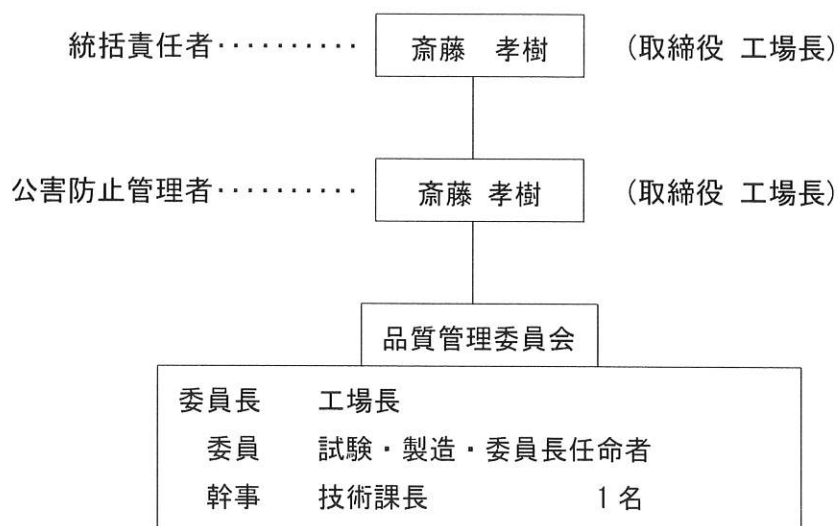 統括責任者‥‥‥‥‥ 斎藤　孝樹 (取締役 工場長)
公害防止管理者‥‥‥‥‥ 斎藤 孝樹 (取締役 工場長)
品質管理委員会
委員長　工場長
委員　試験・製造・委員長任命者
幹事　技術課長　1名